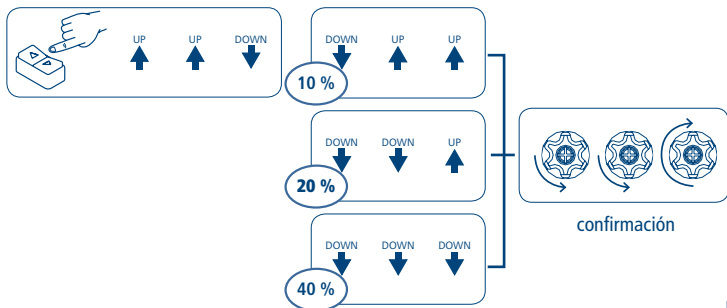 UP UP DOWN
DOWN UP UP
10 %
DOWN DOWN UP
20 %
DOWN DOWN DOWN
40 %
confirmación